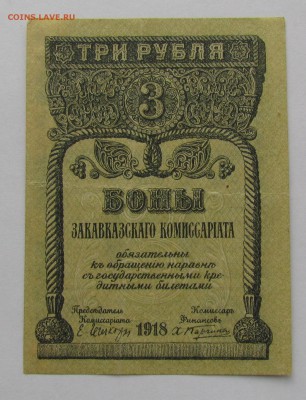 COINS.LAVE.RU
ТРИ РУБЛЯ
3
БОНЫ
ЗАКАВКАЗСКАГО КОМИССАРІАТА
обязательны
къ обращенію наравнѣ
съ государственными кре-
дитными билетами
Предсѣдатель Комиссаръ
Комиссаріата Финансовъ
1918